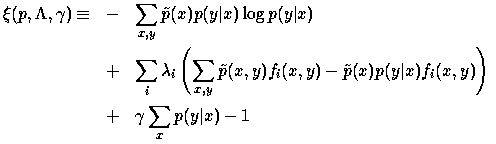 ξ(p, Λ, γ) ≡ − ∑_{x,y} p̃(x)p(y|x) log p(y|x)
+ ∑_i λ_i ( ∑_{x,y} p̃(x, y)f_i(x, y) − p̃(x)p(y|x)f_i(x, y) )
+ γ ∑_x p(y|x) − 1